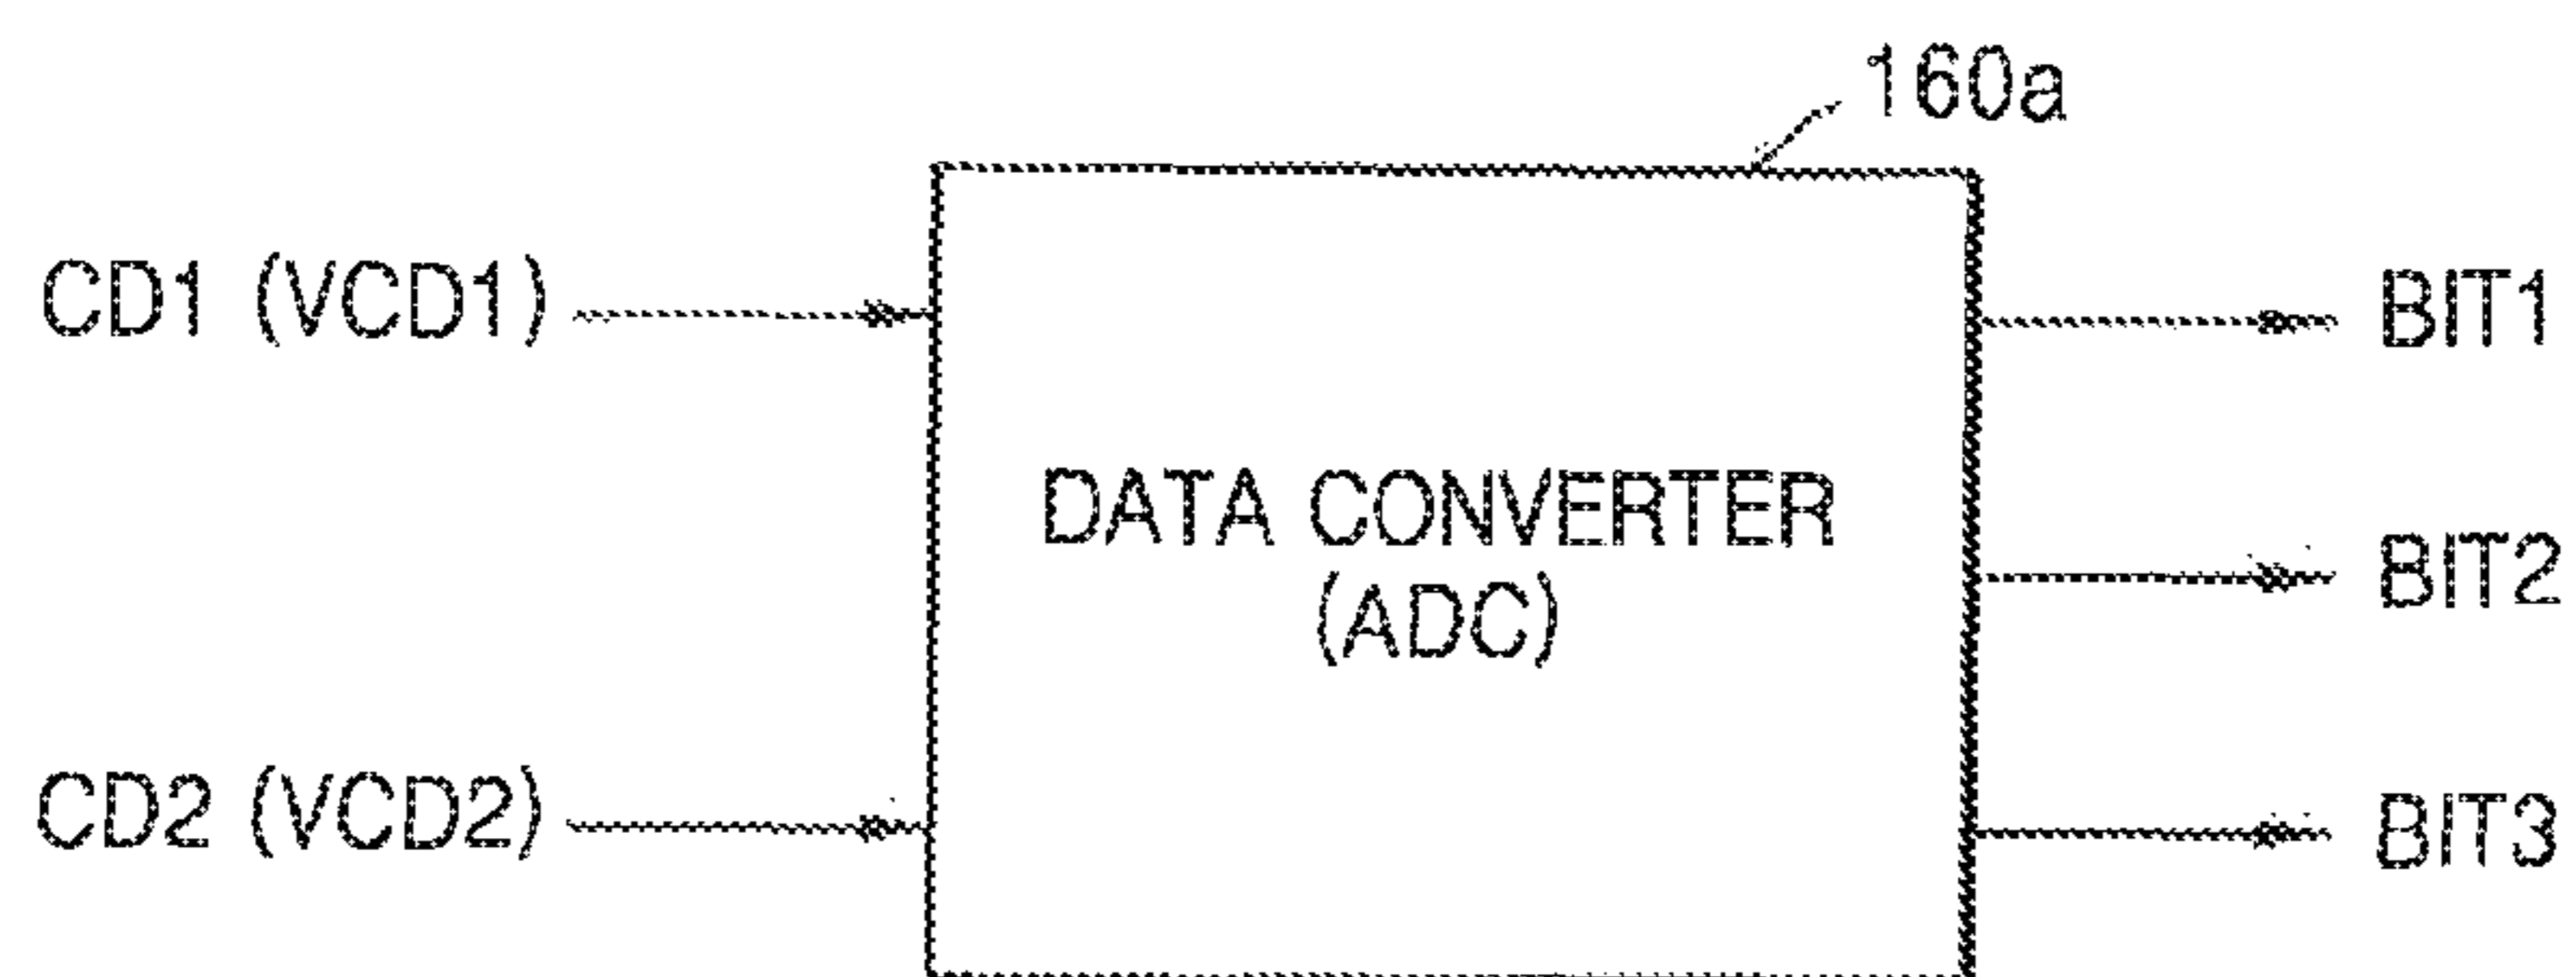 160a
CD1 (VCD1)
BIT1
DATA CONVERTER
(ADC)
BIT2
CD2 (VCD2)
BIT3